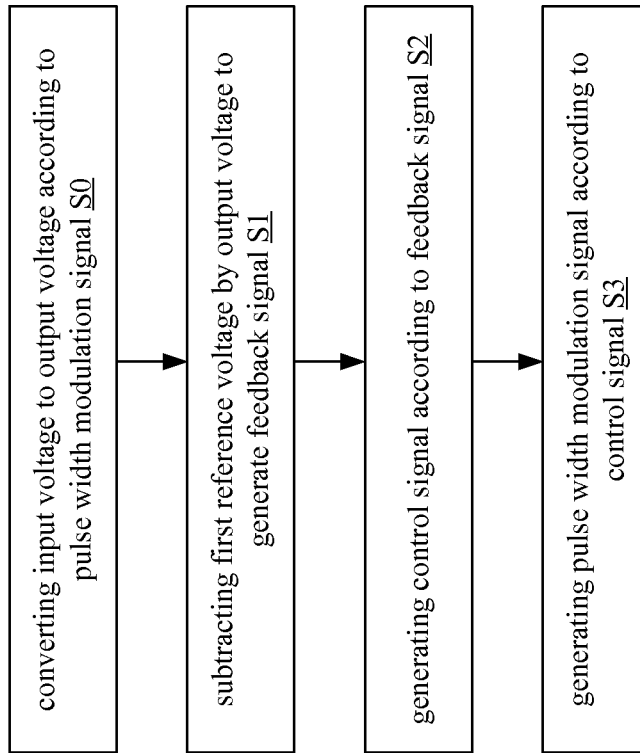 converting input voltage to output voltage according to
pulse width modulation signal S0
subtracting first reference voltage by output voltage to
generate feedback signal S1
generating control signal according to feedback signal S2
generating pulse width modulation signal according to
control signal S3